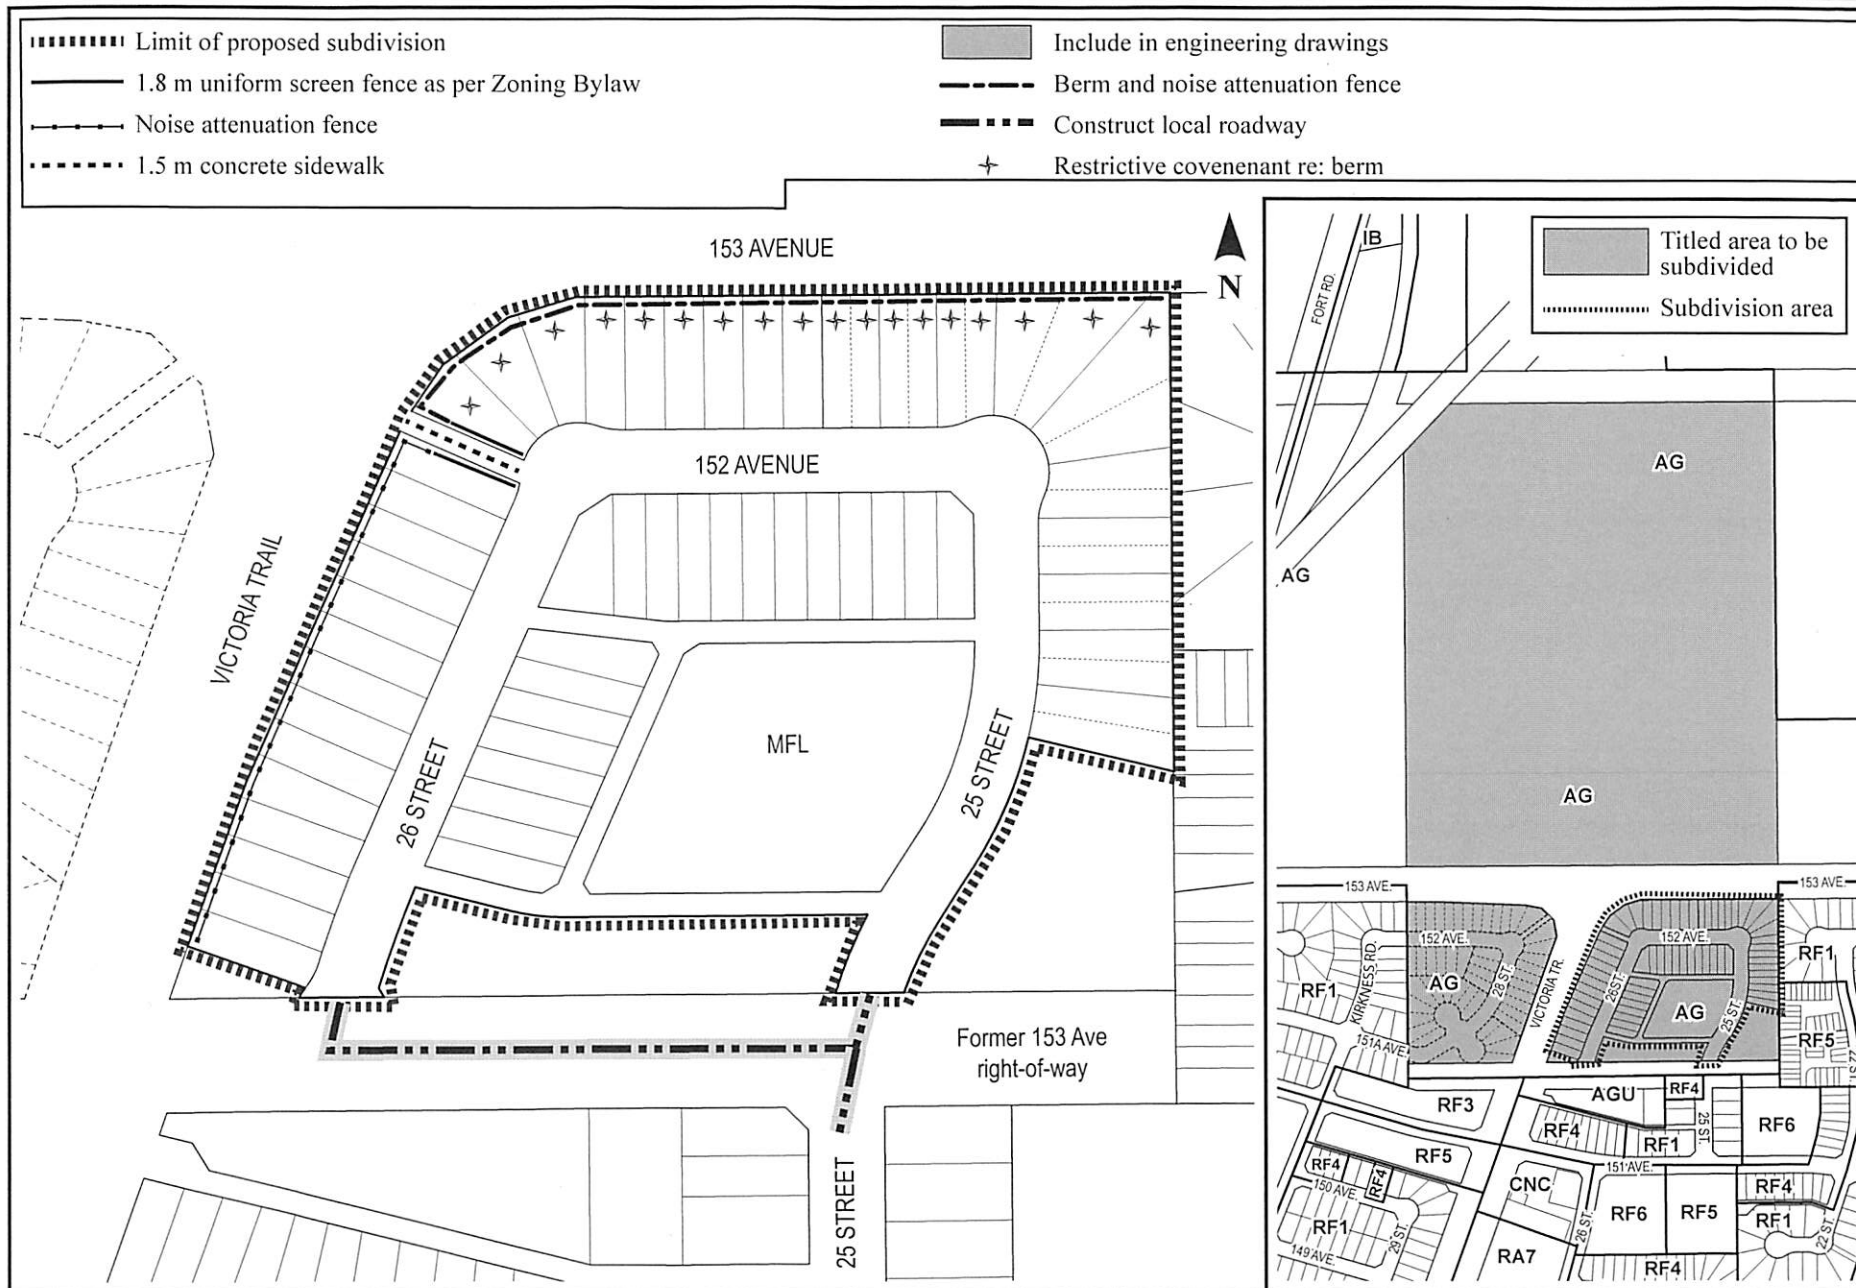 Limit of proposed subdivision
1.8 m uniform screen fence as per Zoning Bylaw
Noise attenuation fence
1.5 m concrete sidewalk
Include in engineering drawings
Berm and noise attenuation fence
Construct local roadway
Restrictive covenenant re: berm
153 AVENUE
N
152 AVENUE
VICTORIA TRAIL
26 STREET
MFL
25 STREET
Former 153 Ave
right-of-way
25 STREET
Titled area to be
subdivided
Subdivision area
IB
FORT RD.
AG
AG
AG
153 AVE.
153 AVE.
152 AVE.
152 AVE.
RF1
KIRKNESS RD.
AG
28 ST.
VICTORIA TR.
26 ST.
AG
25 ST.
RF1
RF5
22 ST.
151A AVE.
RF3
AGU
RF4
RF4
RF1
25 ST.
RF6
RF5
151 AVE.
RF4
RF4
150 AVE.
RF1
29 ST.
149 AVE.
CNC
RA7
26 ST.
RF6
RF5
RF4
RF1
22 ST.
RF4